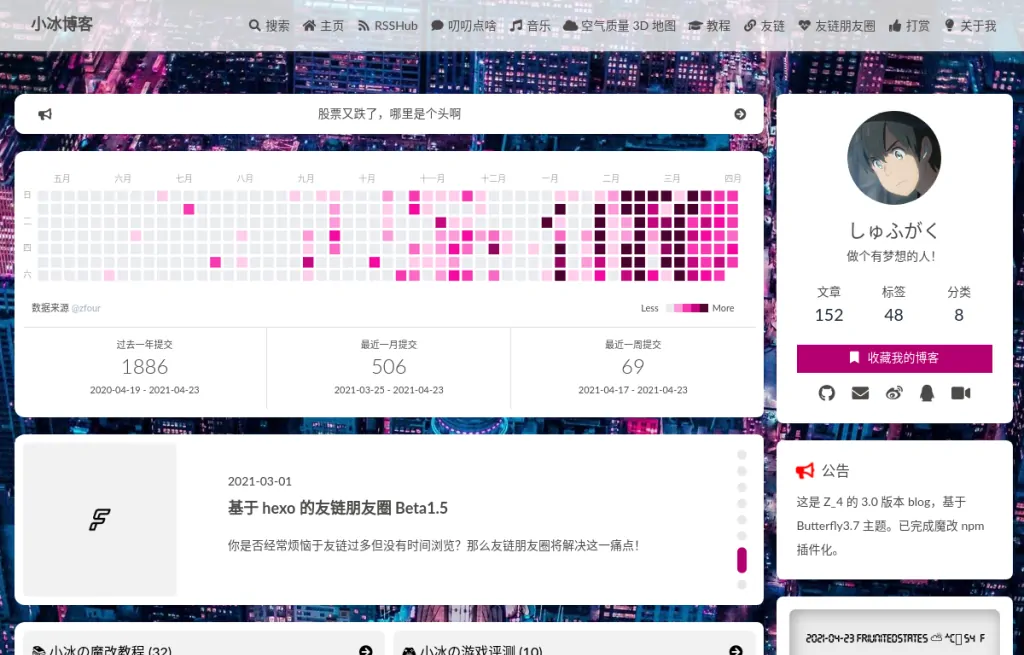 小冰博客
搜索 主页 RSSHub 叨叨点啥 音乐 空气质量 3D 地图 教程 友链 友链朋友圈 打赏 关于我
股票又跌了，哪里是个头啊
五月 六月 七月 八月 九月 十月 十一月 十二月 一月 二月 三月 四月
日
二
四
六
数据来源 @zfour
Less More
过去一年提交 最近一月提交 最近一周提交
1886 506 69
2020-04-19 - 2021-04-23 2021-03-25 - 2021-04-23 2021-04-17 - 2021-04-23
2021-03-01
基于 hexo 的友链朋友圈 Beta1.5
你是否经常烦恼于友链过多但没有时间浏览？那么友链朋友圈将解决这一痛点！
小冰の魔改教程 (32)
小冰の游戏评测 (10)
しゅふがく
做个有梦想的人！
文章 标签 分类
152 48 8
收藏我的博客
公告
这是 Z_4 的 3.0 版本 blog，基于
Butterfly3.7 主题。已完成魔改 npm
插件化。
2021-04-23 FRIUNITEDSTATES ℃ 54 F